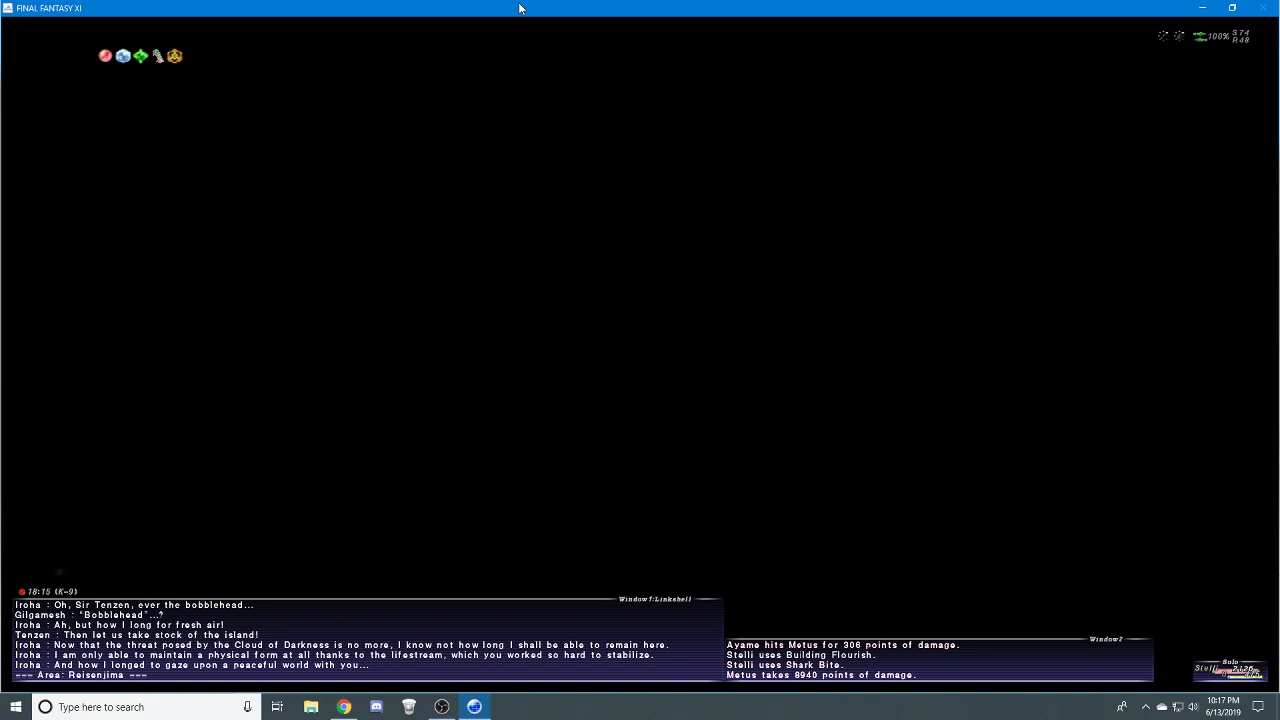 FINAL FANTASY XI
100% S 74
R 48
18:15 (K-9)
Window1:Linkshell
Iroha : Oh, Sir Tenzen, ever the bobblehead...
Gilgamesh : "Bobblehead"...?
Iroha : Ah, but how I long for fresh air!
Tenzen : Then let us take stock of the island!
Iroha : Now that the threat posed by the Cloud of Darkness is no more, I know not how long I shall be able to remain here.
Iroha : I am only able to maintain a physical form at all thanks to the lifestream, which you worked so hard to stabilize.
Iroha : And how I longed to gaze upon a peaceful world with you...
--- Area: Reisenjima ---
Window2
Ayame hits Metus for 306 points of damage.
Stelli uses Building Flourish.
Stelli uses Shark Bite.
Metus takes 8940 points of damage.
Solo
Stelli
Type here to search
10:17 PM
6/13/2019